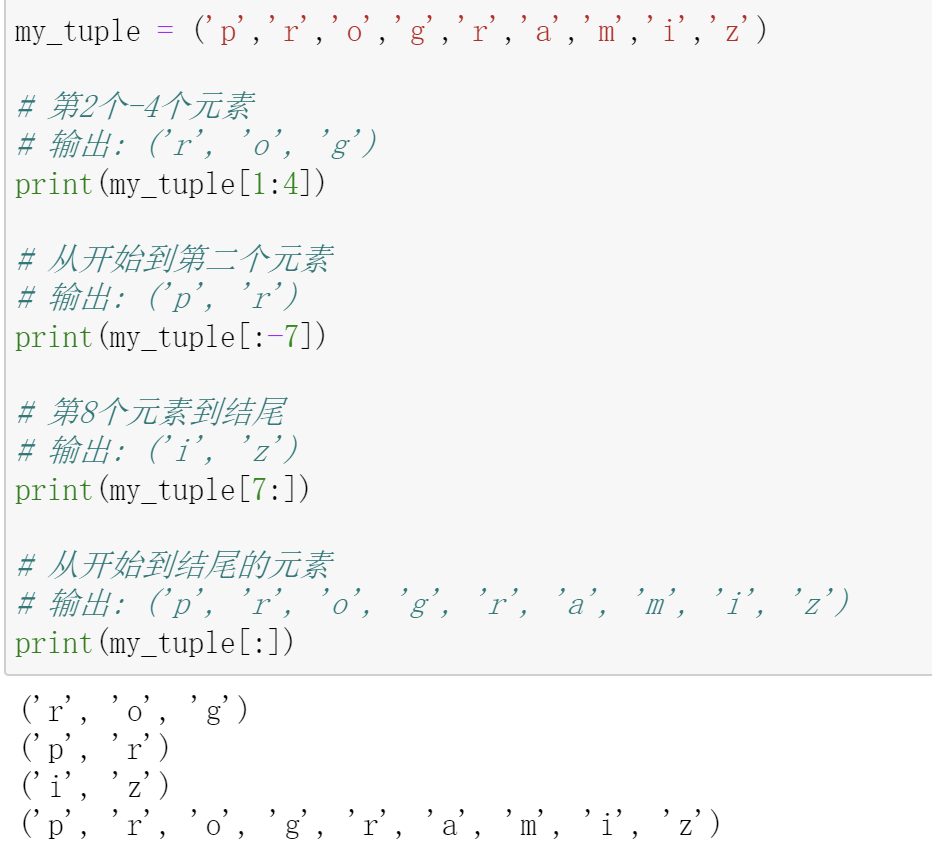 my_tuple = ('p','r','o','g','r','a','m','i','z')
# 第2个-4个元素
# 输出: ('r', 'o', 'g')
print(my_tuple[1:4])
# 从开始到第二个元素
# 输出: ('p', 'r')
print(my_tuple[:-7])
# 第8个元素到结尾
# 输出: ('i', 'z')
print(my_tuple[7:])
# 从开始到结尾的元素
# 输出: ('p', 'r', 'o', 'g', 'r', 'a', 'm', 'i', 'z')
print(my_tuple[:])
('r', 'o', 'g')
('p', 'r')
('i', 'z')
('p', 'r', 'o', 'g', 'r', 'a', 'm', 'i', 'z')